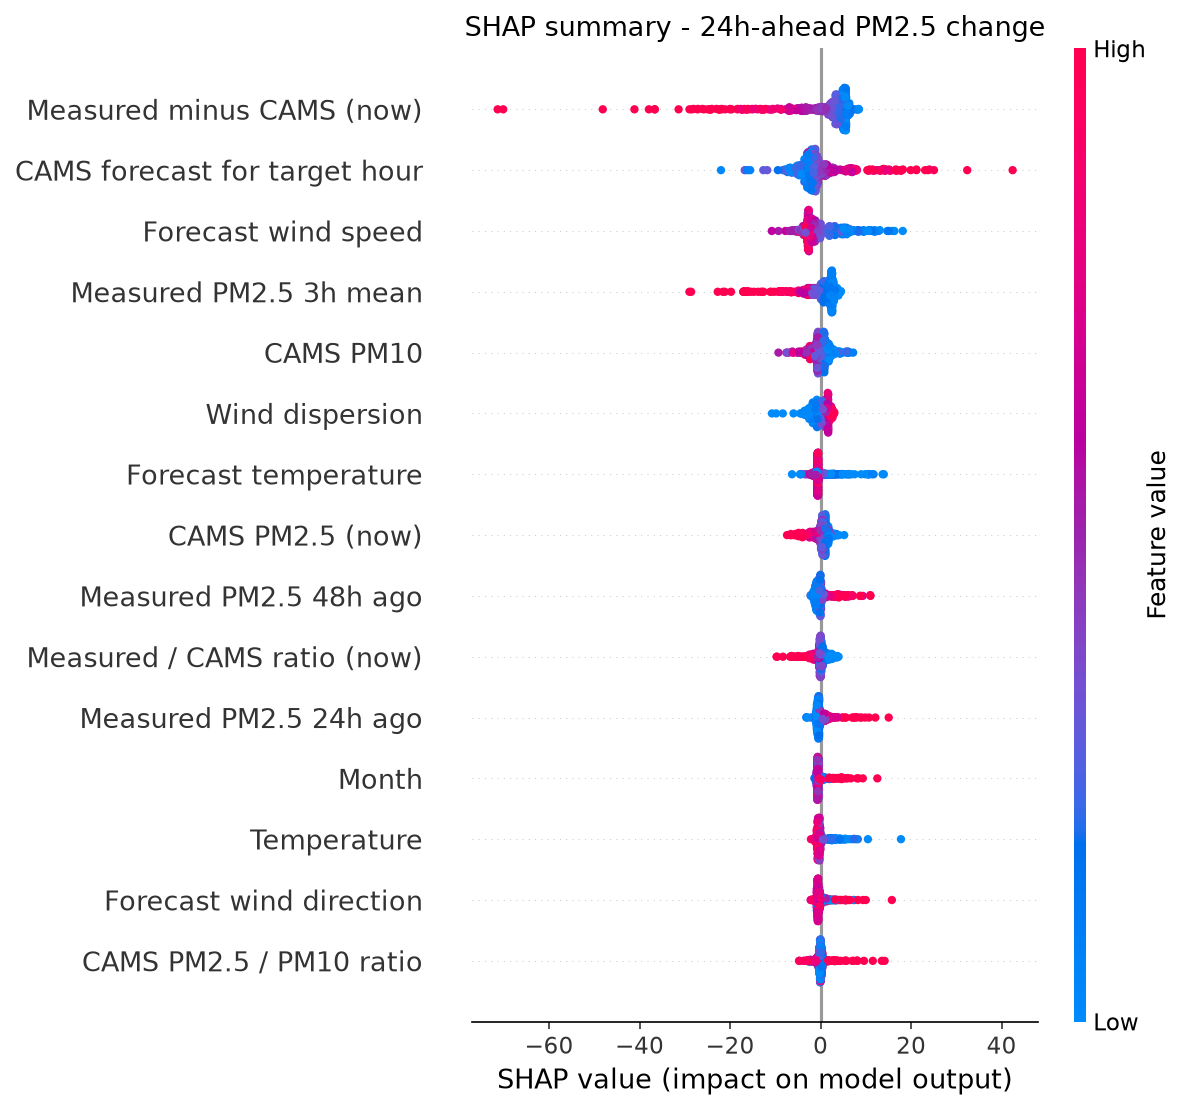 SHAP summary - 24h-ahead PM2.5 change
High
Measured minus CAMS (now)
CAMS forecast for target hour
Forecast wind speed
Measured PM2.5 3h mean
CAMS PM10
Wind dispersion
Forecast temperature
CAMS PM2.5 (now)
Measured PM2.5 48h ago
Measured / CAMS ratio (now)
Measured PM2.5 24h ago
Month
Temperature
Forecast wind direction
CAMS PM2.5 / PM10 ratio
Feature value
Low
−60 −40 −20 0 20 40
SHAP value (impact on model output)